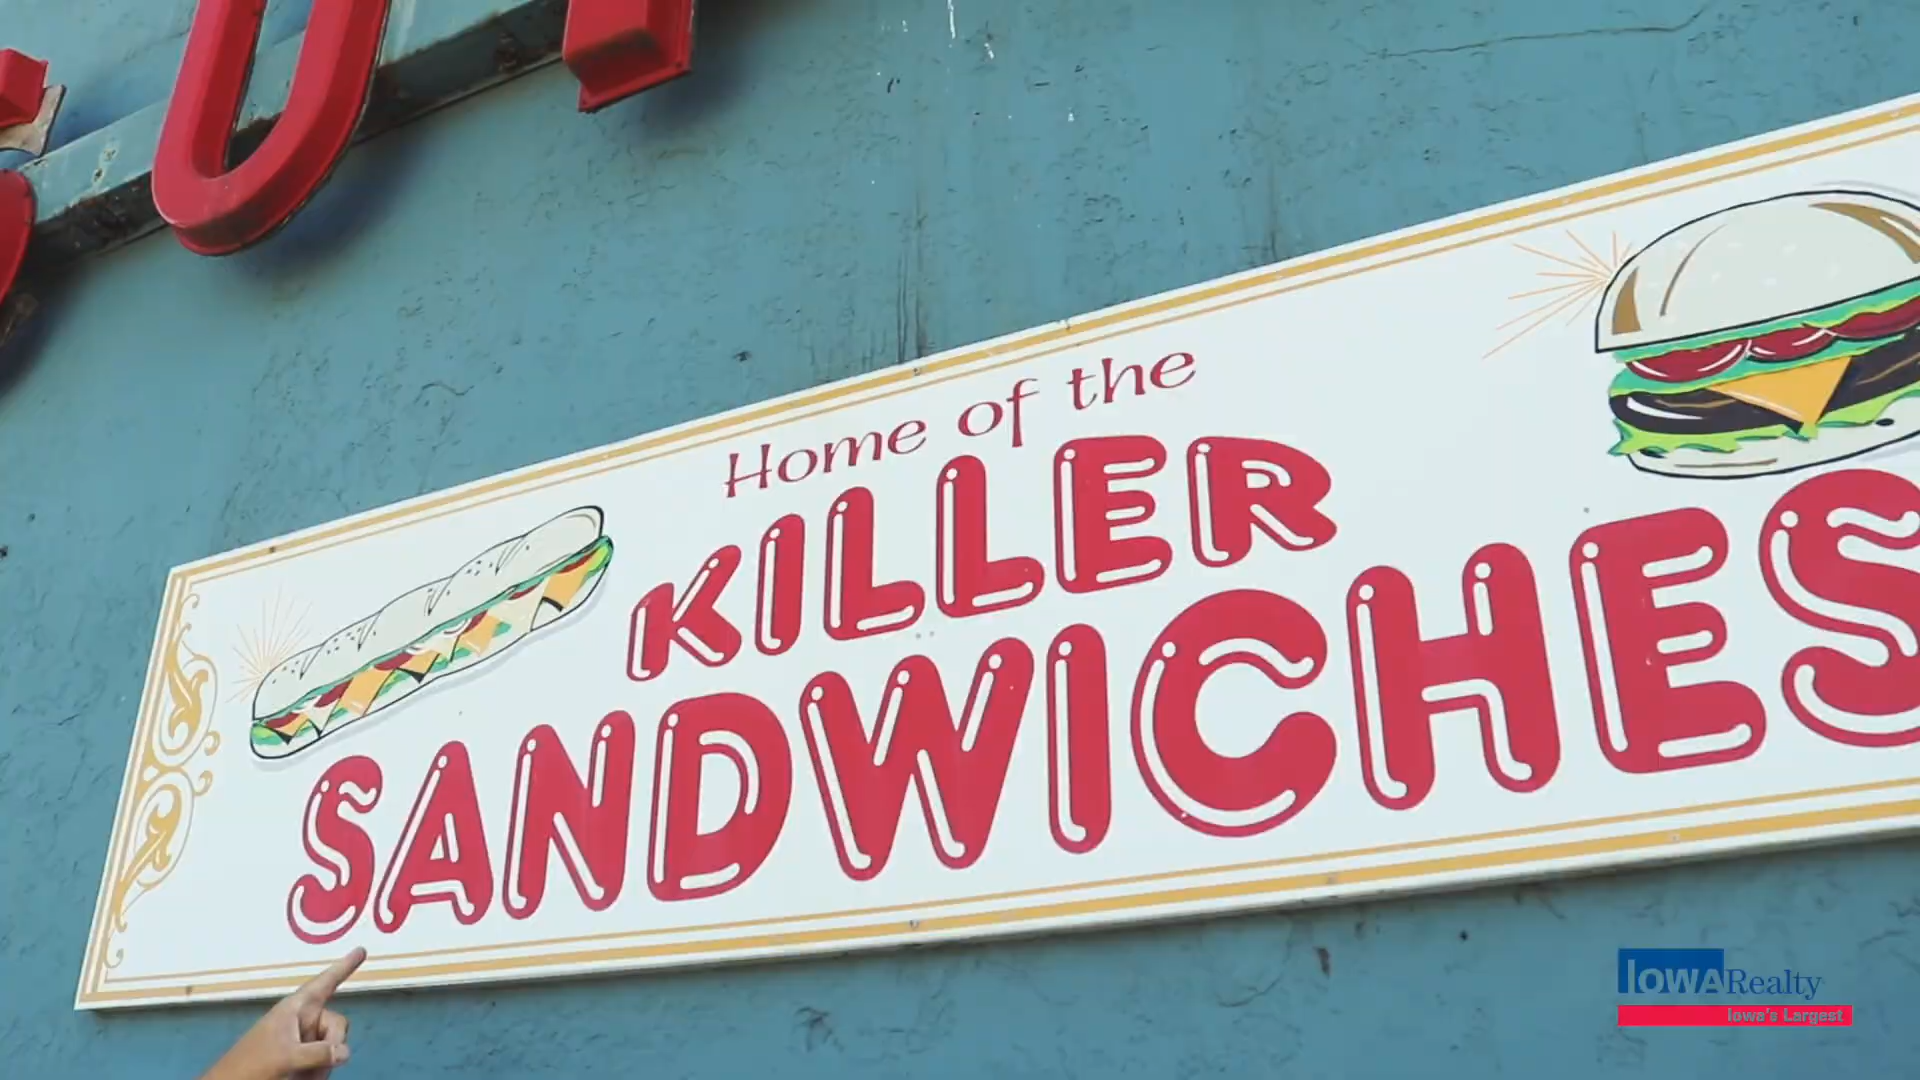 Home of the
KILLER
SANDWICHES
IOWA Realty
Iowa's Largest